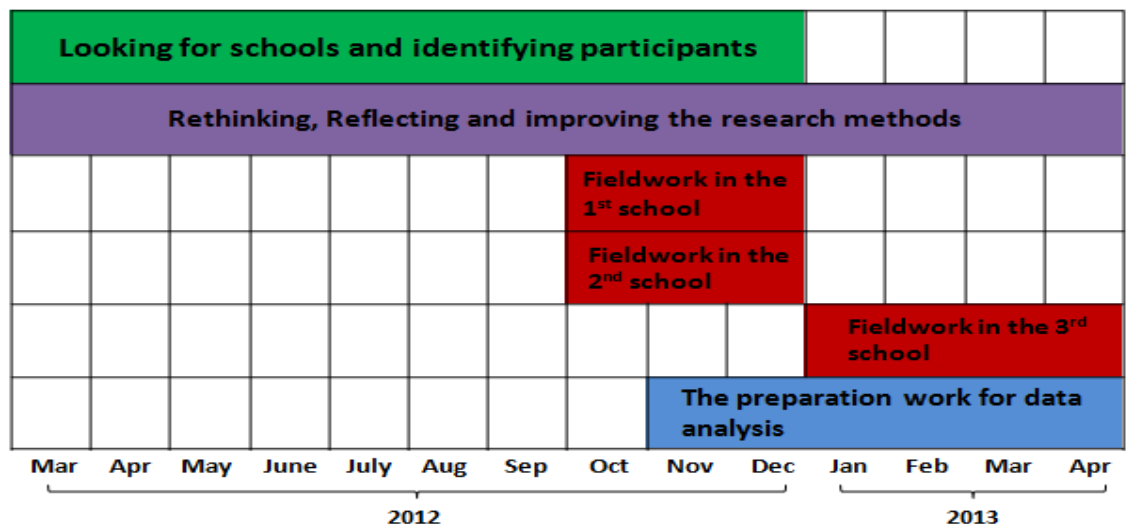 Looking for schools and identifying participants
Rethinking, Reflecting and improving the research methods
Fieldwork in the
1st school
Fieldwork in the
2nd school
Fieldwork in the 3rd
school
The preparation work for data
analysis
Mar Apr May June July Aug Sep Oct Nov Dec Jan Feb Mar Apr
2012 2013